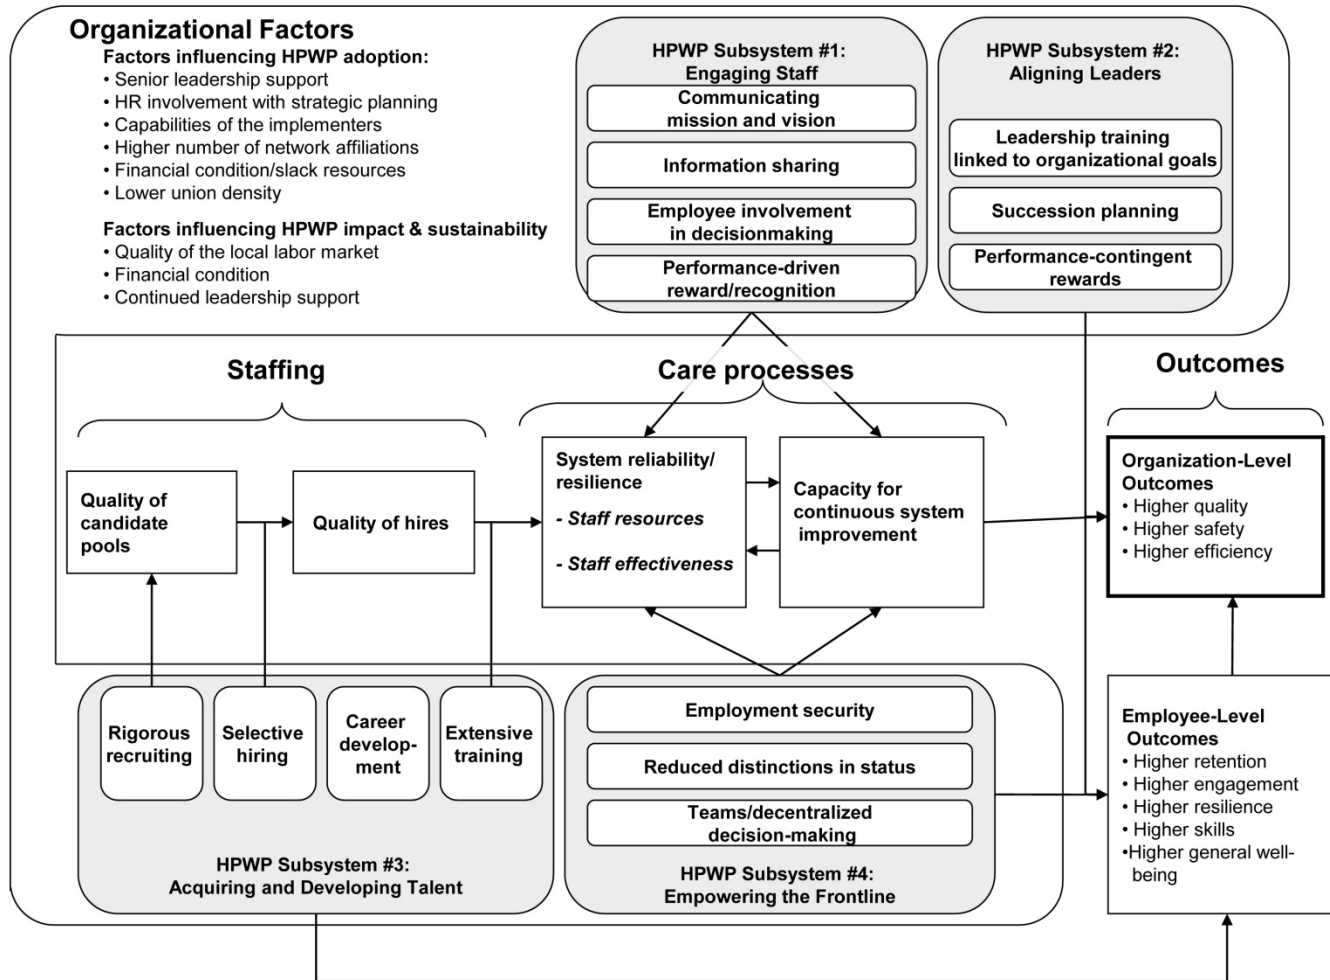 Organizational Factors
Factors influencing HPWP adoption:
• Senior leadership support
• HR involvement with strategic planning
• Capabilities of the implementers
• Higher number of network affiliations
• Financial condition/slack resources
• Lower union density
Factors influencing HPWP impact & sustainability
• Quality of the local labor market
• Financial condition
• Continued leadership support
HPWP Subsystem #1:
Engaging Staff
Communicating
mission and vision
Information sharing
Employee involvement
in decisionmaking
Performance-driven
reward/recognition
HPWP Subsystem #2:
Aligning Leaders
Leadership training
linked to organizational goals
Succession planning
Performance-contingent
rewards
Staffing
Care processes
Outcomes
Quality of
candidate
pools
Quality of hires
System reliability/
resilience
- Staff resources
- Staff effectiveness
Capacity for
continuous system
improvement
Organization-Level
Outcomes
• Higher quality
• Higher safety
• Higher efficiency
Rigorous
recruiting
Selective
hiring
Career
develop-
ment
Extensive
training
HPWP Subsystem #3:
Acquiring and Developing Talent
Employment security
Reduced distinctions in status
Teams/decentralized
decision-making
HPWP Subsystem #4:
Empowering the Frontline
Employee-Level
Outcomes
• Higher retention
• Higher engagement
• Higher resilience
• Higher skills
•Higher general well-
being